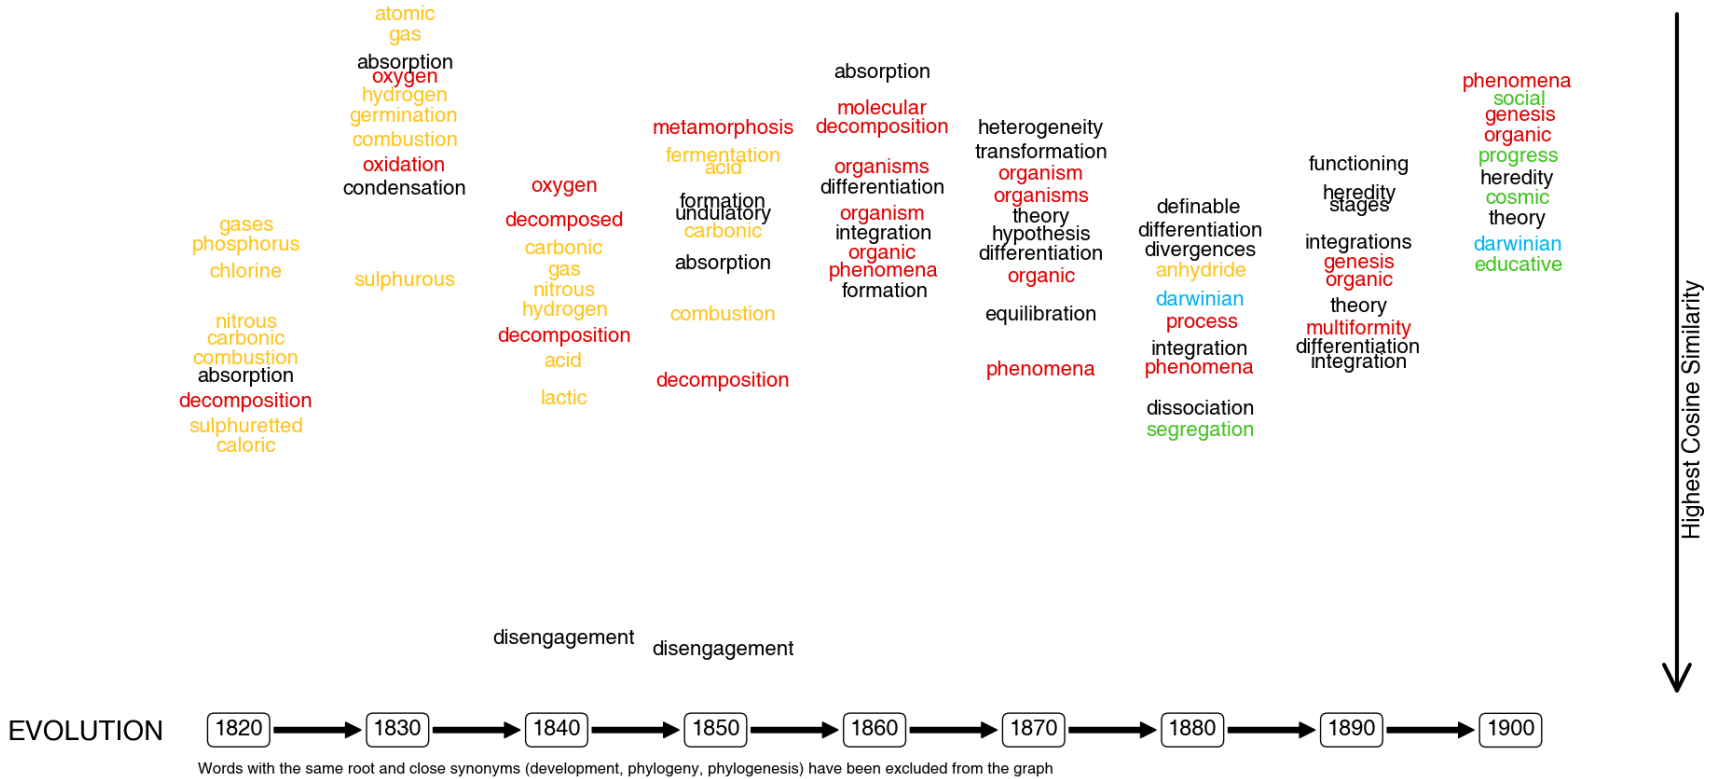 atomic
gas
absorption
oxygen
hydrogen
germination
combustion
oxidation
condensation
sulphurous
gases
phosphorus
chlorine
nitrous
carbonic
combustion
absorption
decomposition
sulphuretted
caloric
oxygen
decomposed
carbonic
gas
nitrous
hydrogen
decomposition
acid
lactic
disengagement
metamorphosis
fermentation
acid
formation
undulatory
carbonic
absorption
combustion
decomposition
disengagement
absorption
molecular
decomposition
organisms
differentiation
organism
integration
organic
phenomena
formation
heterogeneity
transformation
organism
organisms
theory
hypothesis
differentiation
organic
equilibration
phenomena
definable
differentiation
divergences
anhydride
darwinian
process
integration
phenomena
dissociation
segregation
functioning
heredity
stages
integrations
genesis
organic
theory
multiformity
differentiation
integration
phenomena
social
genesis
organic
progress
heredity
cosmic
theory
darwinian
educative
Highest Cosine Similarity
EVOLUTION 1820 1830 1840 1850 1860 1870 1880 1890 1900
Words with the same root and close synonyms (development, phylogeny, phylogenesis) have been excluded from the graph